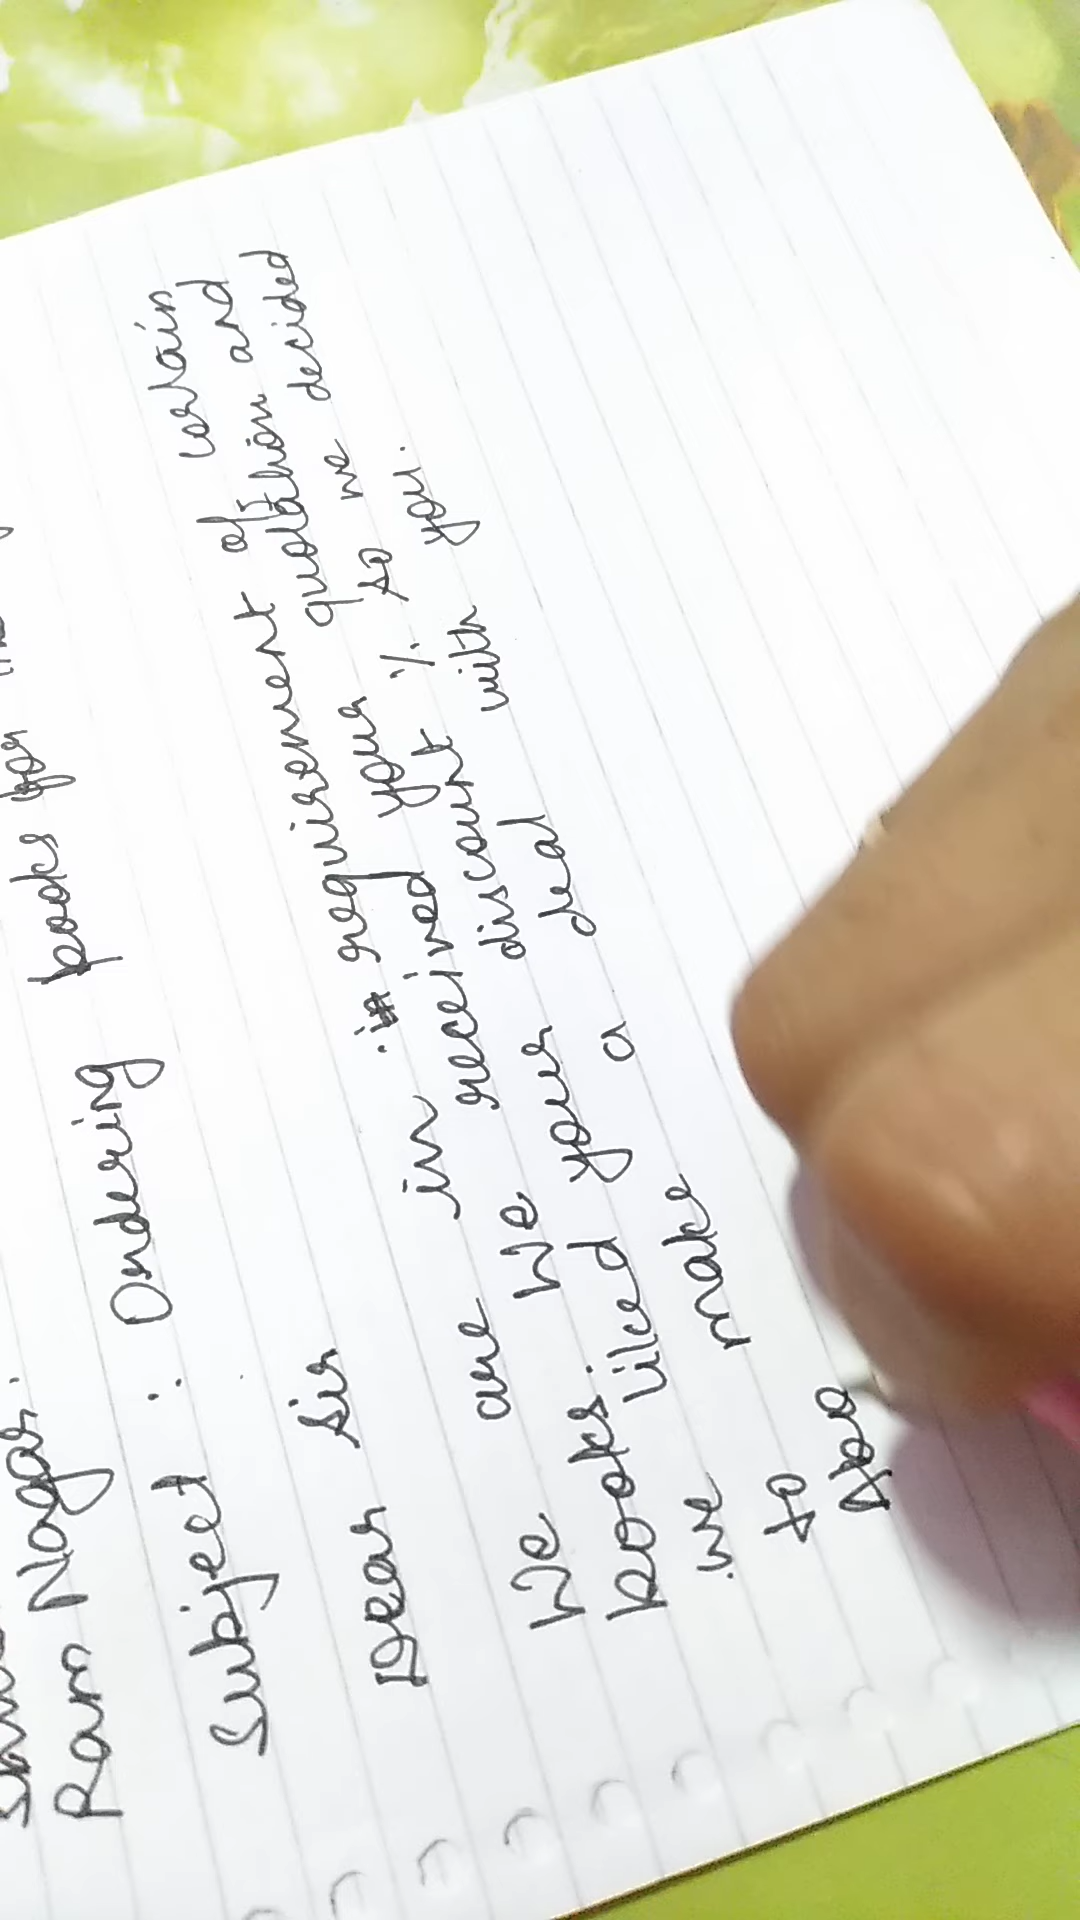 Ram Nagar.
Subject : Ordering books for the
Dear Sir
We are in requirement of certain
books. We received your quotation and
we liked your discount % so we decided
to make a deal with you.